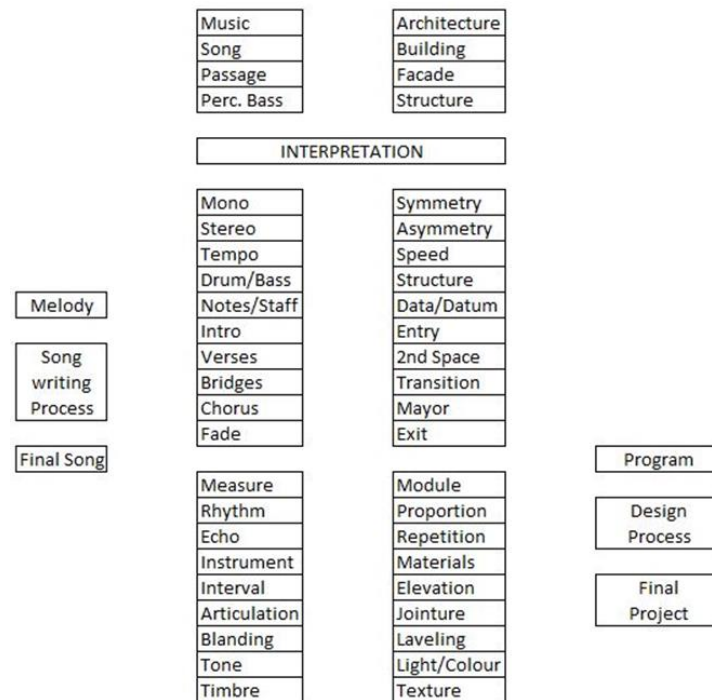 Music Architecture
Song Building
Passage Facade
Perc. Bass Structure
INTERPRETATION
Mono Symmetry
Stereo Asymmetry
Tempo Speed
Drum/Bass Structure
Melody Notes/Staff Data/Datum
Intro Entry
Song Verses 2nd Space
writing Bridges Transition
Process Chorus Mayor
Fade Exit
Final Song Program
Measure Module
Rhythm Proportion Design
Echo Repetition Process
Instrument Materials
Interval Elevation Final
Articulation Jointure Project
Blanding Laveling
Tone Light/Colour
Timbre Texture